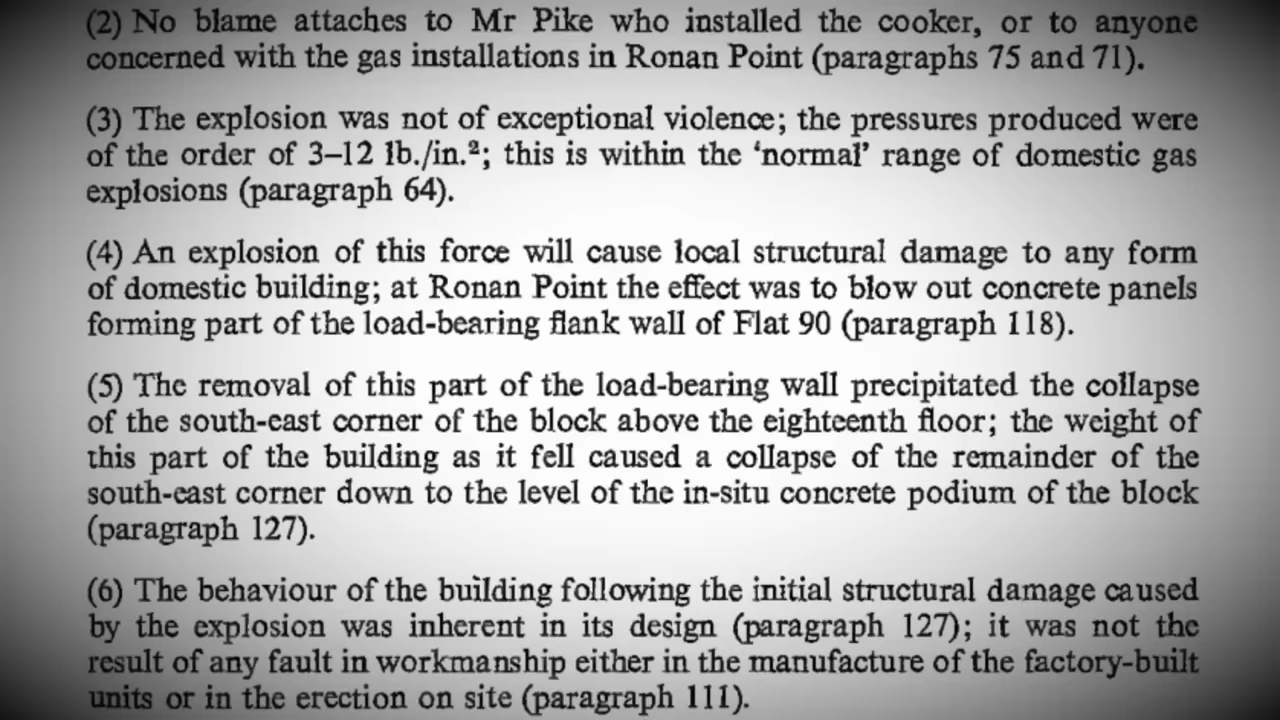 (2) No blame attaches to Mr Pike who installed the cooker, or to anyone
concerned with the gas installations in Ronan Point (paragraphs 75 and 71).
(3) The explosion was not of exceptional violence; the pressures produced were
of the order of 3–12 lb./in.²; this is within the ‘normal’ range of domestic gas
explosions (paragraph 64).
(4) An explosion of this force will cause local structural damage to any form
of domestic building; at Ronan Point the effect was to blow out concrete panels
forming part of the load-bearing flank wall of Flat 90 (paragraph 118).
(5) The removal of this part of the load-bearing wall precipitated the collapse
of the south-east corner of the block above the eighteenth floor; the weight of
this part of the building as it fell caused a collapse of the remainder of the
south-east corner down to the level of the in-situ concrete podium of the block
(paragraph 127).
(6) The behaviour of the building following the initial structural damage caused
by the explosion was inherent in its design (paragraph 127); it was not the
result of any fault in workmanship either in the manufacture of the factory-built
units or in the erection on site (paragraph 111).